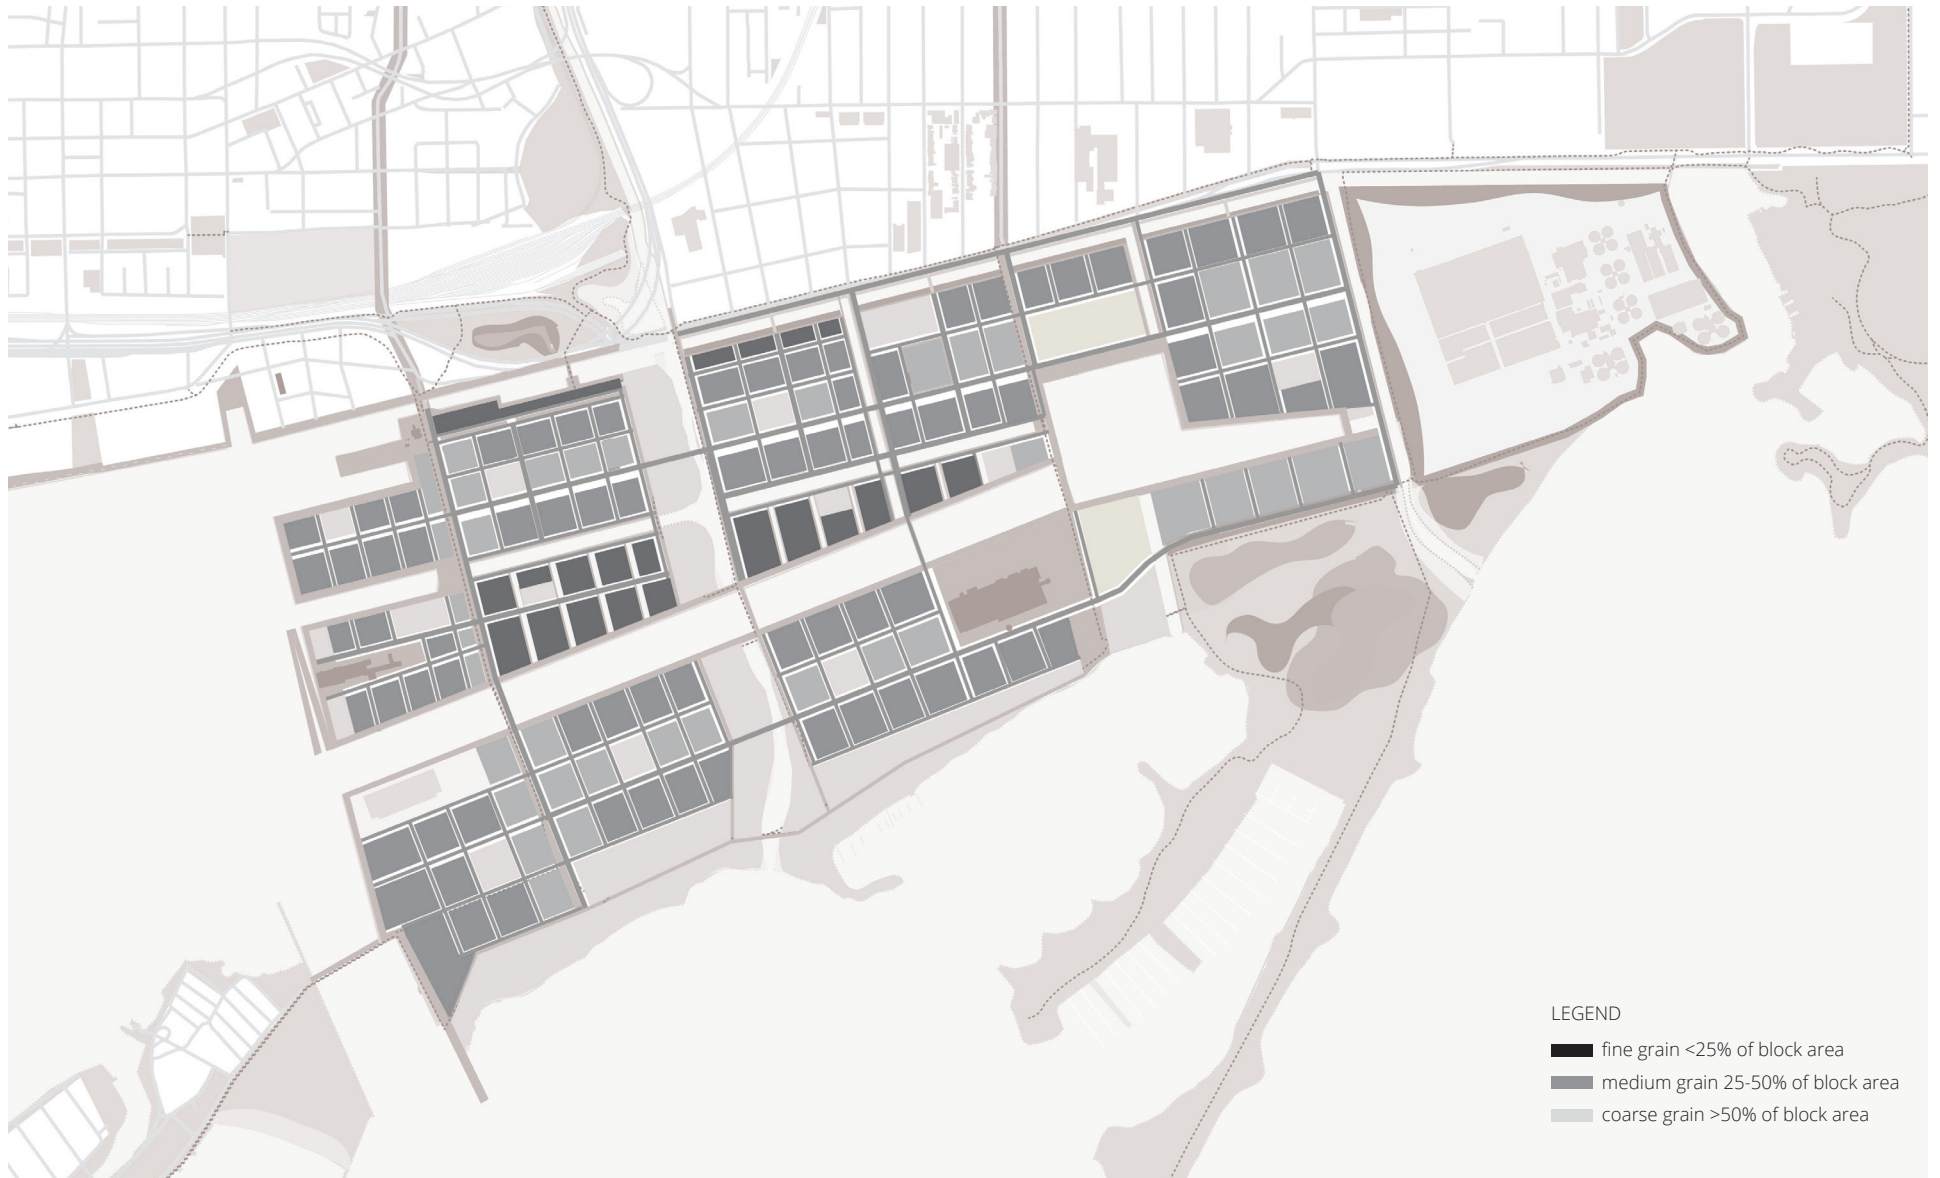 LEGEND
fine grain <25% of block area
medium grain 25-50% of block area
coarse grain >50% of block area